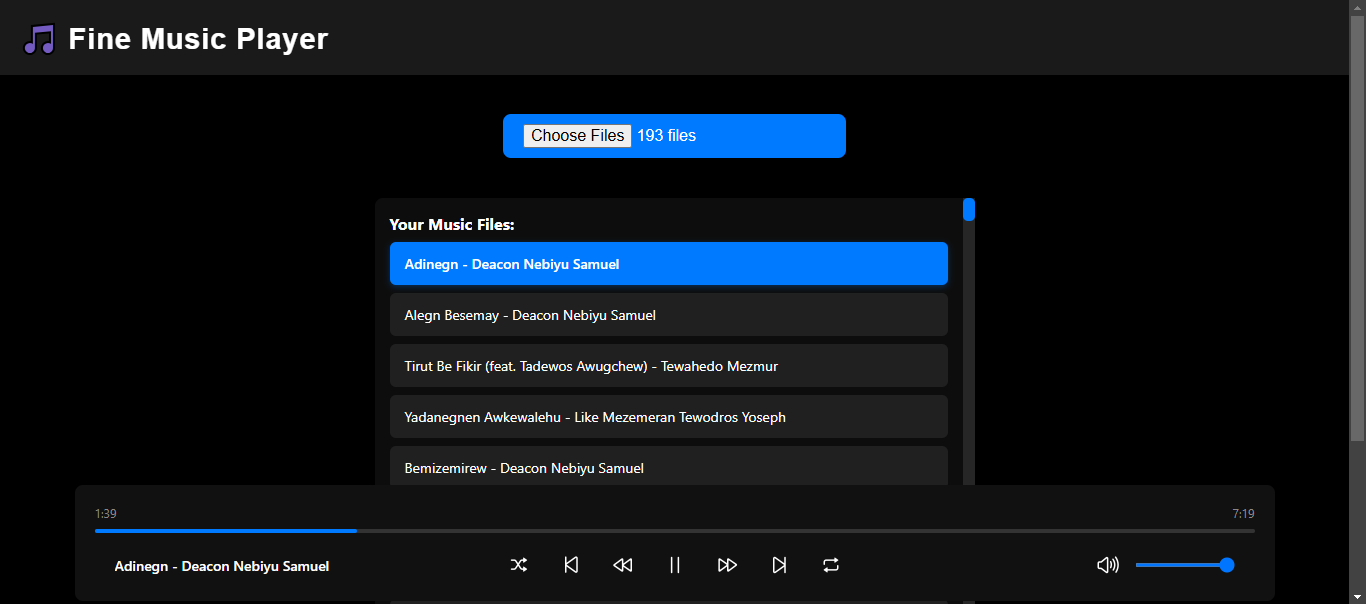 Fine Music Player
Choose Files 193 files
Your Music Files:
Adinegn - Deacon Nebiyu Samuel
Alegn Besemay - Deacon Nebiyu Samuel
Tirut Be Fikir (feat. Tadewos Awugchew) - Tewahedo Mezmur
Yadanegnen Awkewalehu - Like Mezemeran Tewodros Yoseph
Bemizemirew - Deacon Nebiyu Samuel
1:39 7:19
Adinegn - Deacon Nebiyu Samuel